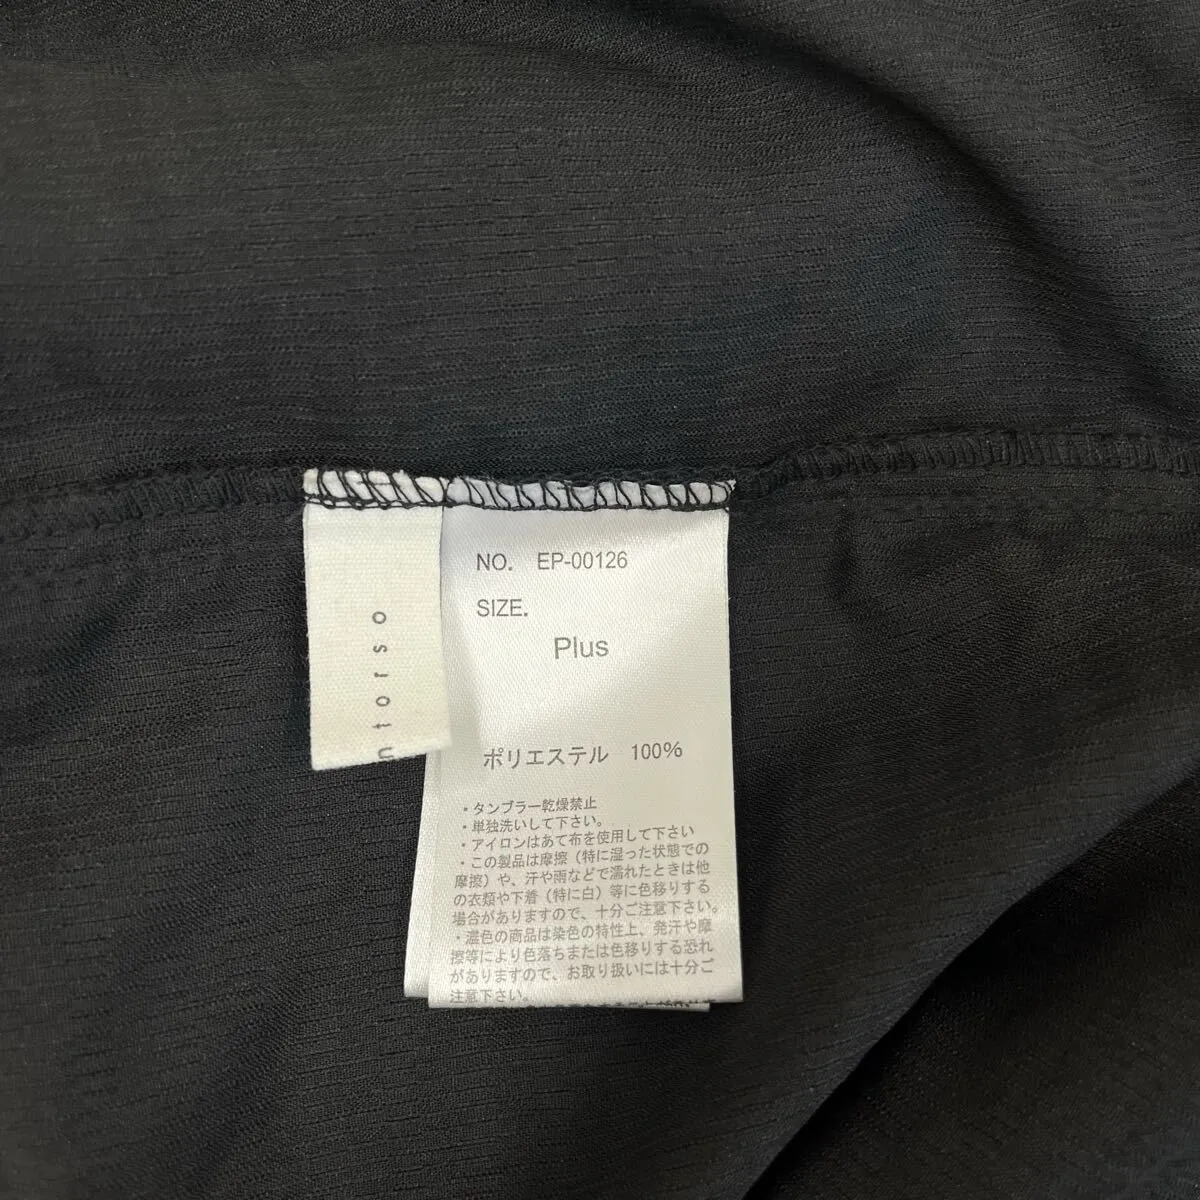 NO. EP-00126
SIZE.
Plus
ntorso
ポリエステル 100%
・タンブラー乾燥禁止
・単独洗いして下さい。
・アイロンはあて布を使用して下さい
・この製品は摩擦（特に湿った状態での
摩擦）や、汗や雨などで濡れたときは他
の衣類や下着（特に白）等に色移りする
場合がありますので、十分ご注意下さい。
・濃色の商品は染色の特性上、発汗や摩
擦等により色落ちまたは色移りする恐れ
がありますので、お取り扱いには十分ご
注意下さい。